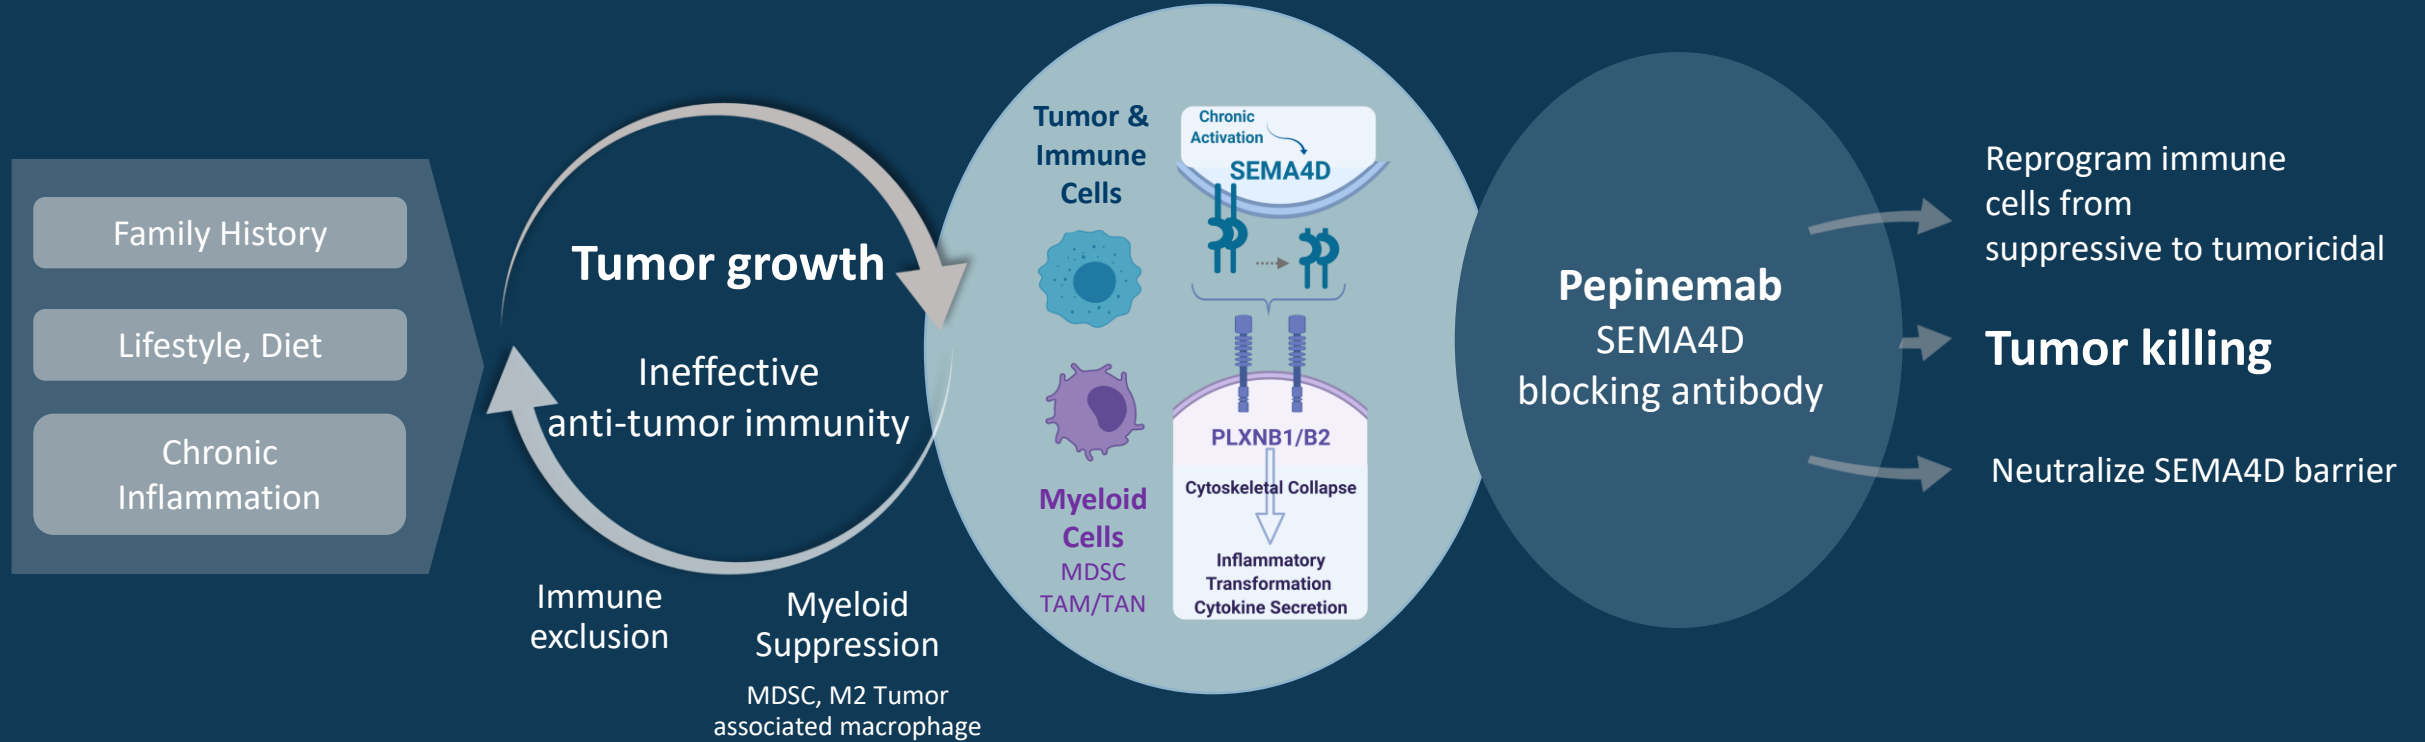 Family History
Lifestyle, Diet
Chronic
Inflammation
Tumor growth
Ineffective
anti-tumor immunity
Immune
exclusion
Myeloid
Suppression
MDSC, M2 Tumor
associated macrophage
Tumor &
Immune
Cells
Myeloid
Cells
MDSC
TAM/TAN
Chronic
Activation
SEMA4D
PLXNB1/B2
Cytoskeletal Collapse
Inflammatory
Transformation
Cytokine Secretion
Pepinemab
SEMA4D
blocking antibody
Reprogram immune
cells from
suppressive to tumoricidal
Tumor killing
Neutralize SEMA4D barrier